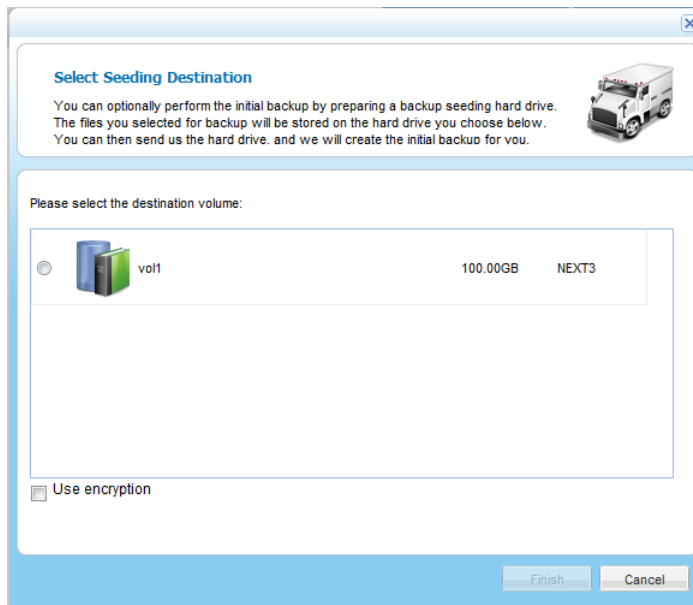 Select Seeding Destination
You can optionally perform the initial backup by preparing a backup seeding hard drive.
The files you selected for backup will be stored on the hard drive you choose below.
You can then send us the hard drive, and we will create the initial backup for you.
Please select the destination volume:
vol1 100.00GB NEXT3
Use encryption
Finish Cancel